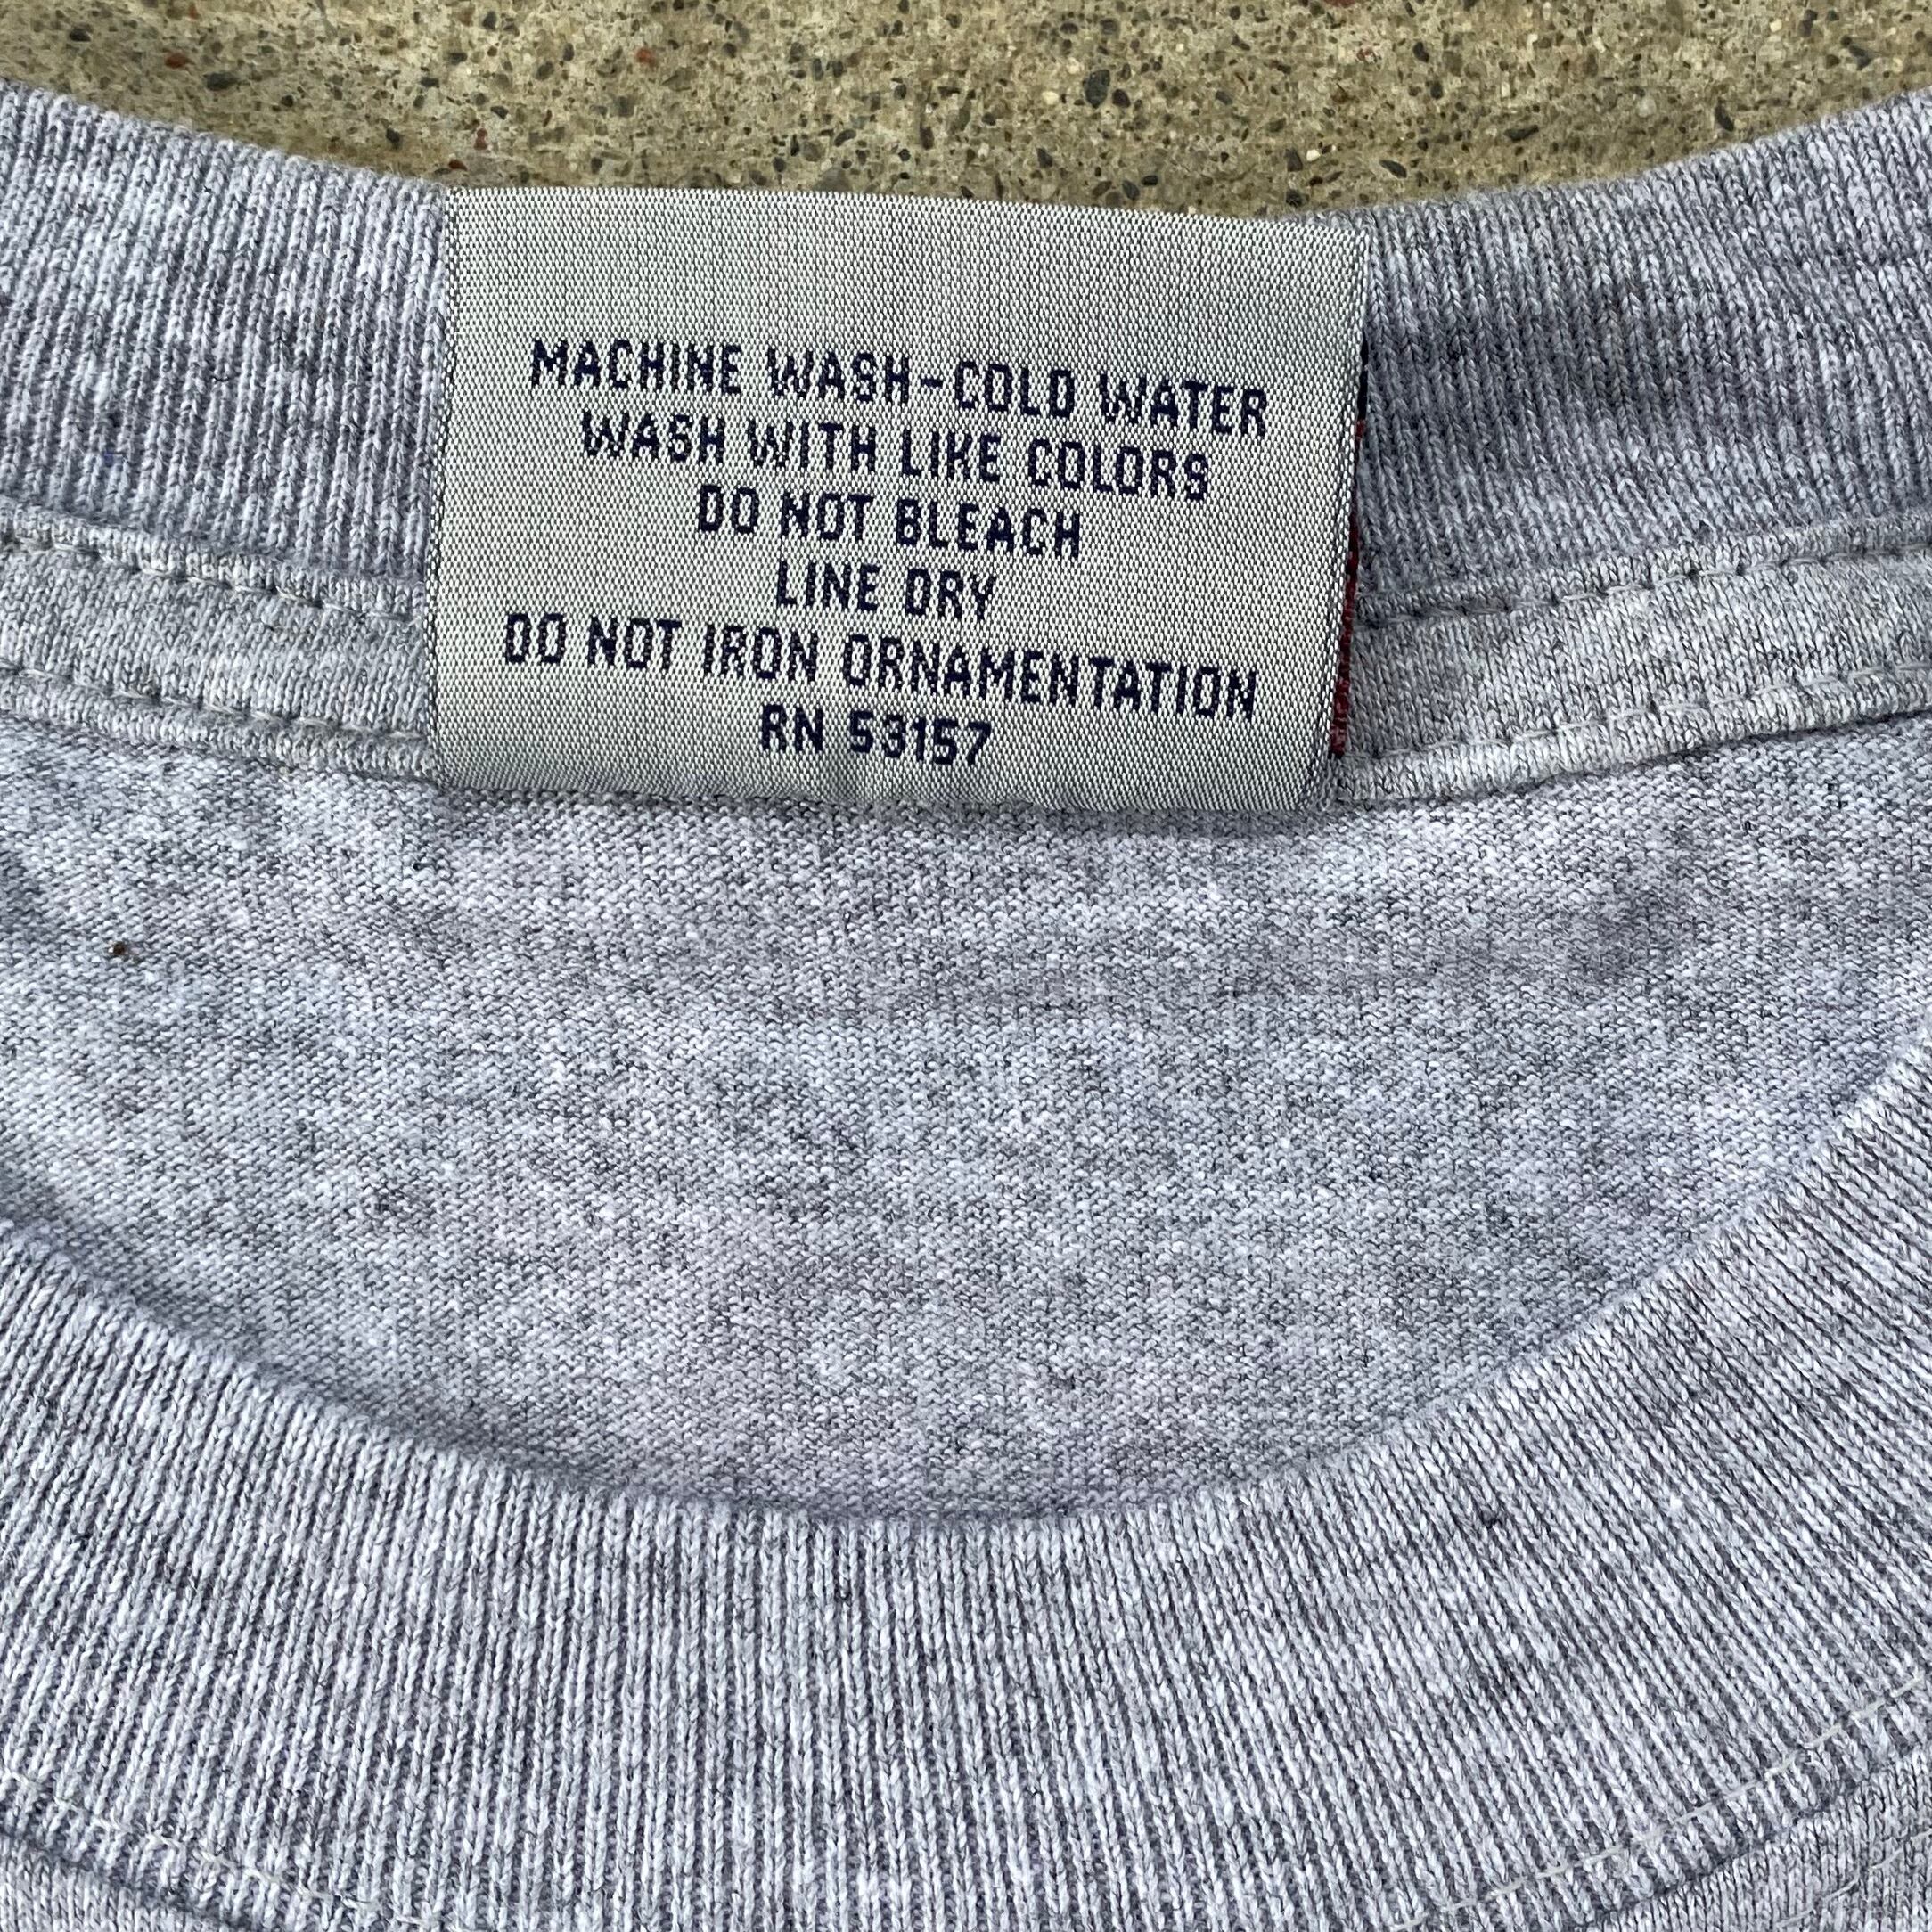 MACHINE WASH-COLD WATER
WASH WITH LIKE COLORS
DO NOT BLEACH
LINE DRY
DO NOT IRON ORNAMENTATION
RN 53157